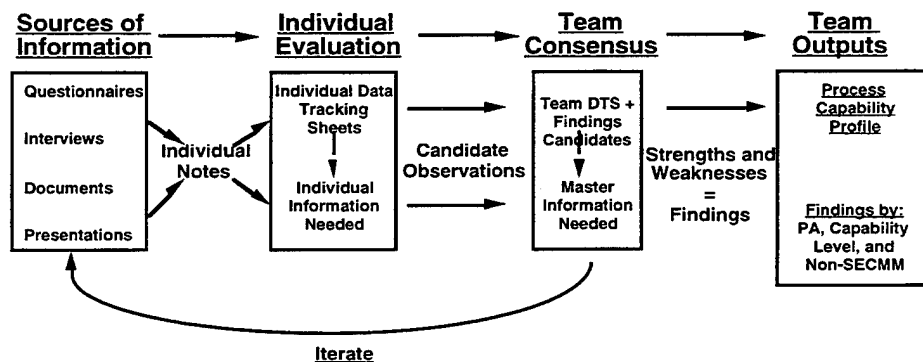 Sources of
Information
Individual
Evaluation
Team
Consensus
Team
Outputs
Questionnaires
Interviews
Documents
Presentations
Individual
Notes
Individual Data
Tracking
Sheets
Individual
Information
Needed
Candidate
Observations
Team DTS +
Findings
Candidates
Master
Information
Needed
Strengths and
Weaknesses
=
Findings
Process
Capability
Profile
Findings by:
PA, Capability
Level, and
Non-SECMM
Iterate